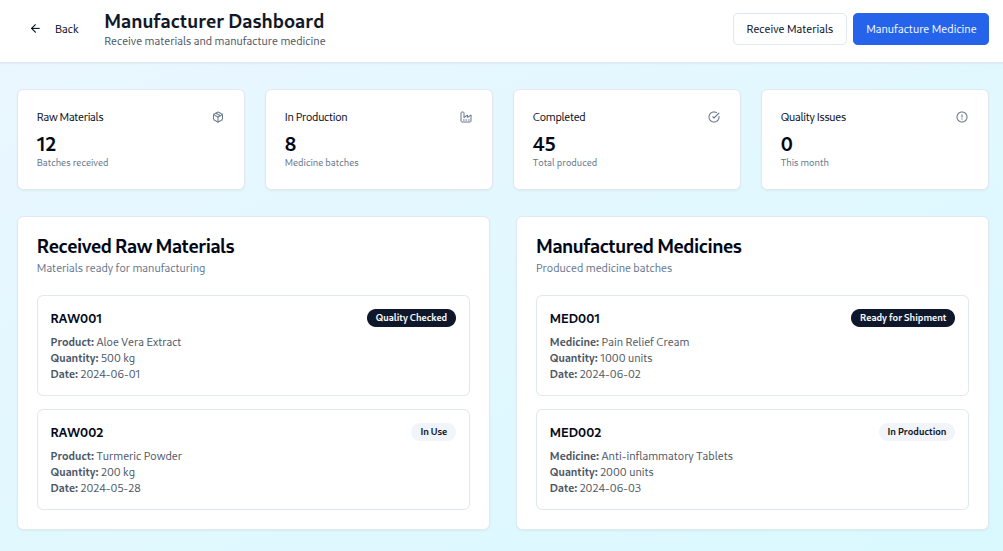 Back
Manufacturer Dashboard
Receive materials and manufacture medicine
Receive Materials
Manufacture Medicine
Raw Materials
12
Batches received
In Production
8
Medicine batches
Completed
45
Total produced
Quality Issues
0
This month
Received Raw Materials
Materials ready for manufacturing
RAW001
Quality Checked
Product: Aloe Vera Extract
Quantity: 500 kg
Date: 2024-06-01
RAW002
In Use
Product: Turmeric Powder
Quantity: 200 kg
Date: 2024-05-28
Manufactured Medicines
Produced medicine batches
MED001
Ready for Shipment
Medicine: Pain Relief Cream
Quantity: 1000 units
Date: 2024-06-02
MED002
In Production
Medicine: Anti-inflammatory Tablets
Quantity: 2000 units
Date: 2024-06-03